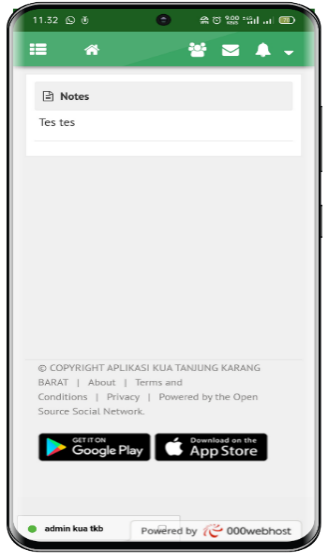 11.32
Notes
Tes tes
© COPYRIGHT APLIKASI KUA TANJUNG KARANG
BARAT | About | Terms and
Conditions | Privacy | Powered by the Open
Source Social Network.
GET IT ON
Google Play
Download on the
App Store
admin kua tkb
Powered by 000webhost